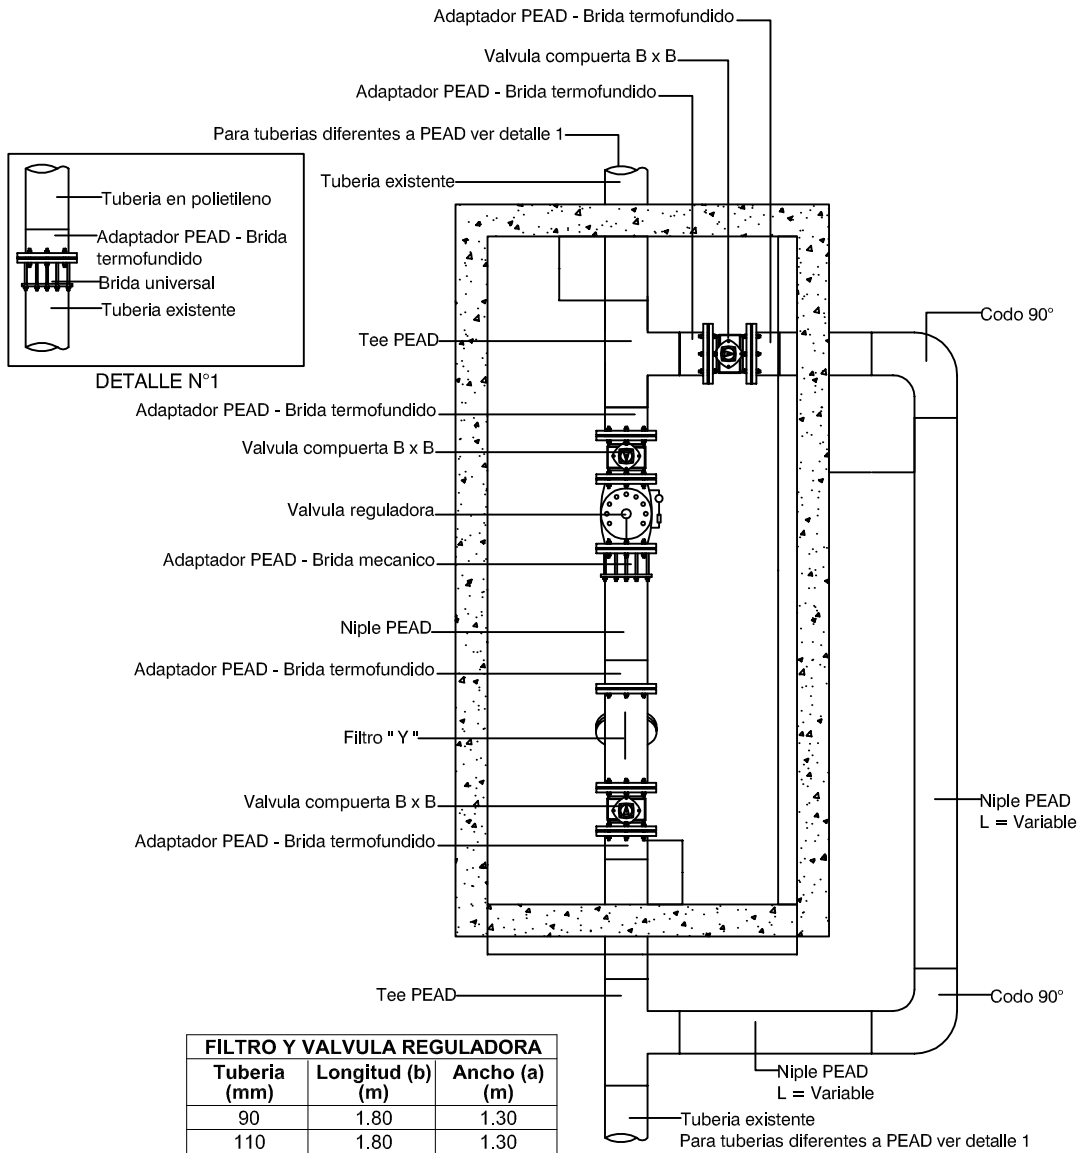 Adaptador PEAD - Brida termofundido
Valvula compuerta B x B
Adaptador PEAD - Brida termofundido
Para tuberias diferentes a PEAD ver detalle 1
Tuberia existente
Tuberia en polietileno
Adaptador PEAD - Brida
termofundido
Brida universal
Tuberia existente
DETALLE N°1
Codo 90°
Tee PEAD
Adaptador PEAD - Brida termofundido
Valvula compuerta B x B
Valvula reguladora
Adaptador PEAD - Brida mecanico
Niple PEAD
Adaptador PEAD - Brida termofundido
Filtro " Y "
Valvula compuerta B x B
Niple PEAD
L = Variable
Adaptador PEAD - Brida termofundido
Tee PEAD
Codo 90°
Niple PEAD
L = Variable
Tuberia existente
Para tuberias diferentes a PEAD ver detalle 1
FILTRO Y VALVULA REGULADORA
Tuberia (mm) Longitud (b) (m) Ancho (a) (m)
90 1.80 1.30
110 1.80 1.30